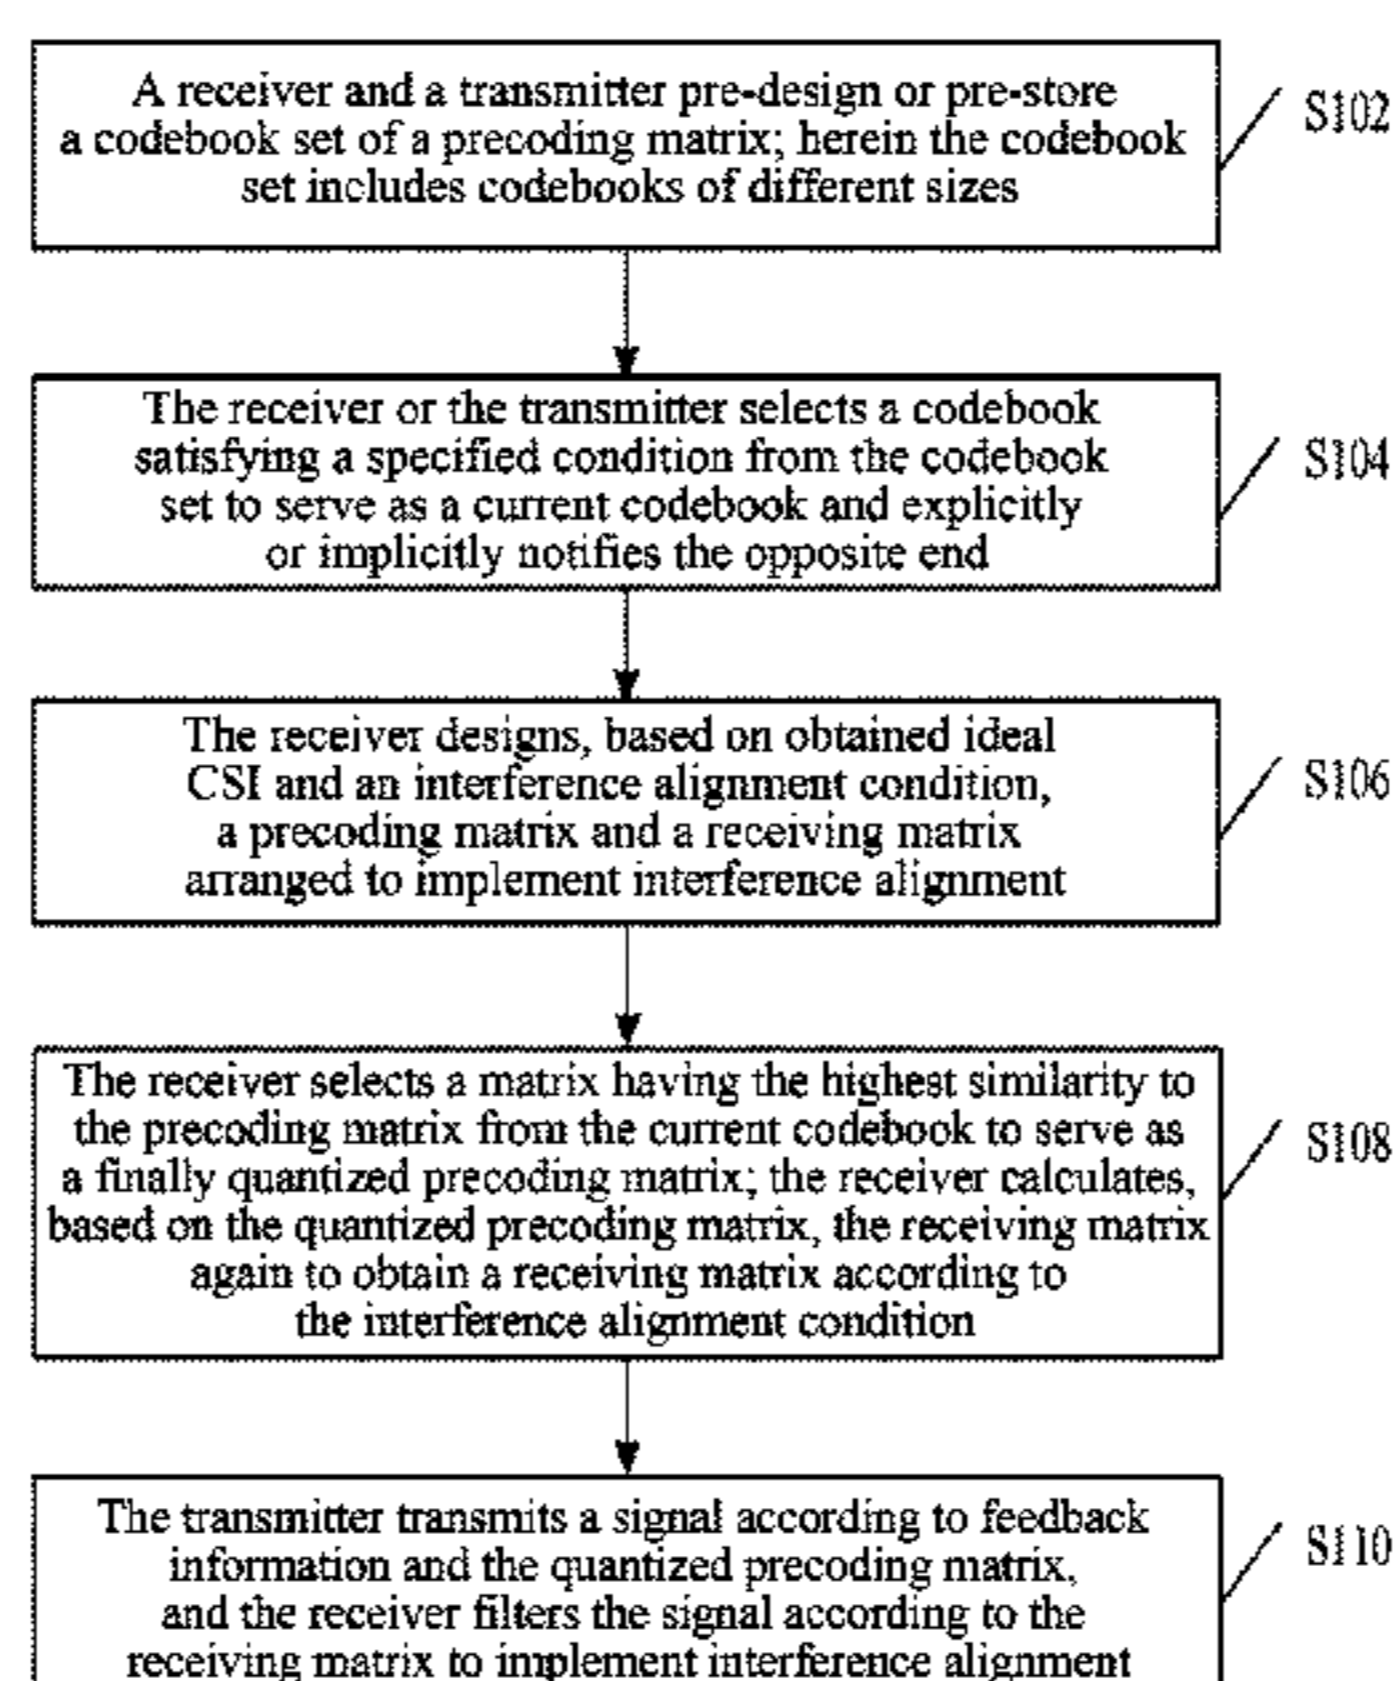 A receiver and a transmitter pre-design or pre-store
a codebook set of a precoding matrix; herein the codebook
set includes codebooks of different sizes
S102
The receiver or the transmitter selects a codebook
satisfying a specified condition from the codebook
set to serve as a current codebook and explicitly
or implicitly notifies the opposite end
S104
The receiver designs, based on obtained ideal
CSI and an interference alignment condition,
a precoding matrix and a receiving matrix
arranged to implement interference alignment
S106
The receiver selects a matrix having the highest similarity to
the precoding matrix from the current codebook to serve as
a finally quantized precoding matrix; the receiver calculates,
based on the quantized precoding matrix, the receiving matrix
again to obtain a receiving matrix according to
the interference alignment condition
S108
The transmitter transmits a signal according to feedback
information and the quantized precoding matrix,
and the receiver filters the signal according to the
receiving matrix to implement interference alignment
S110